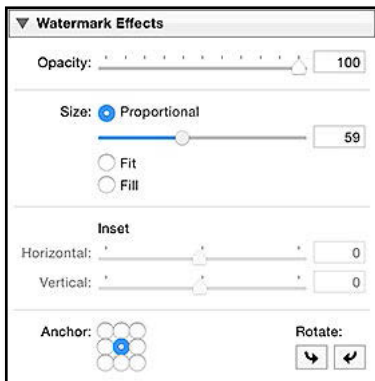 Watermark Effects
Opacity: 100
Size: Proportional
59
Fit
Fill
Inset
Horizontal: 0
Vertical: 0
Anchor: Rotate: